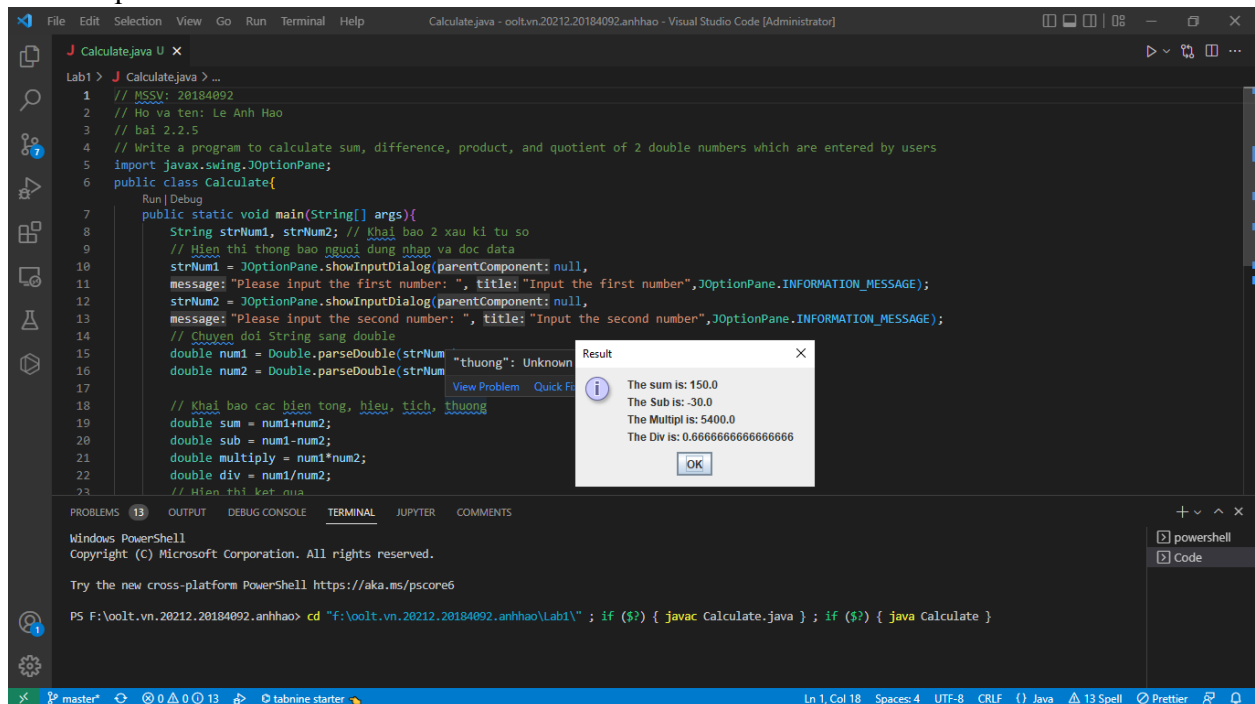 File Edit Selection View Go Run Terminal Help Calculate.java - oolt.vn.20212.20184092.anhhao - Visual Studio Code [Administrator]
J Calculate.java U
Lab1 > J Calculate.java > ...
1 // MSSV: 20184092
2 // Ho va ten: Le Anh Hao
3 // bai 2.2.5
4 // Write a program to calculate sum, difference, product, and quotient of 2 double numbers which are entered by users
5 import javax.swing.JOptionPane;
6 public class Calculate{
Run | Debug
7 public static void main(String[] args){
8 String strNum1, strNum2; // Khai bao 2 xau ki tu so
9 // Hien thi thong bao nguoi dung nhap va doc data
10 strNum1 = JOptionPane.showInputDialog(parentComponent: null,
11 message: "Please input the first number: ", title: "Input the first number",JOptionPane.INFORMATION_MESSAGE);
12 strNum2 = JOptionPane.showInputDialog(parentComponent: null,
13 message: "Please input the second number: ", title: "Input the second number",JOptionPane.INFORMATION_MESSAGE);
14 // Chuyen doi String sang double
15 double num1 = Double.parseDouble(strNum
16 double num2 = Double.parseDouble(strNum
"thuong": Unknown
View Problem Quick Fi
17
18 // Khai bao cac bien tong, hieu, tich, thuong
19 double sum = num1+num2;
20 double sub = num1-num2;
21 double multiply = num1*num2;
22 double div = num1/num2;
23 // Hien thi ket qua
Result
The sum is: 150.0
The Sub is: -30.0
The Multipl is: 5400.0
The Div is: 0.6666666666666666
OK
PROBLEMS 13 OUTPUT DEBUG CONSOLE TERMINAL JUPYTER COMMENTS
Windows PowerShell
Copyright (C) Microsoft Corporation. All rights reserved.
Try the new cross-platform PowerShell https://aka.ms/pscore6
PS F:\oolt.vn.20212.20184092.anhhao> cd "f:\oolt.vn.20212.20184092.anhhao\Lab1\" ; if ($?) { javac Calculate.java } ; if ($?) { java Calculate }
powershell
Code
7
1
master* 0 0 13 tabnine starter Ln 1, Col 18 Spaces: 4 UTF-8 CRLF {} Java 13 Spell Prettier